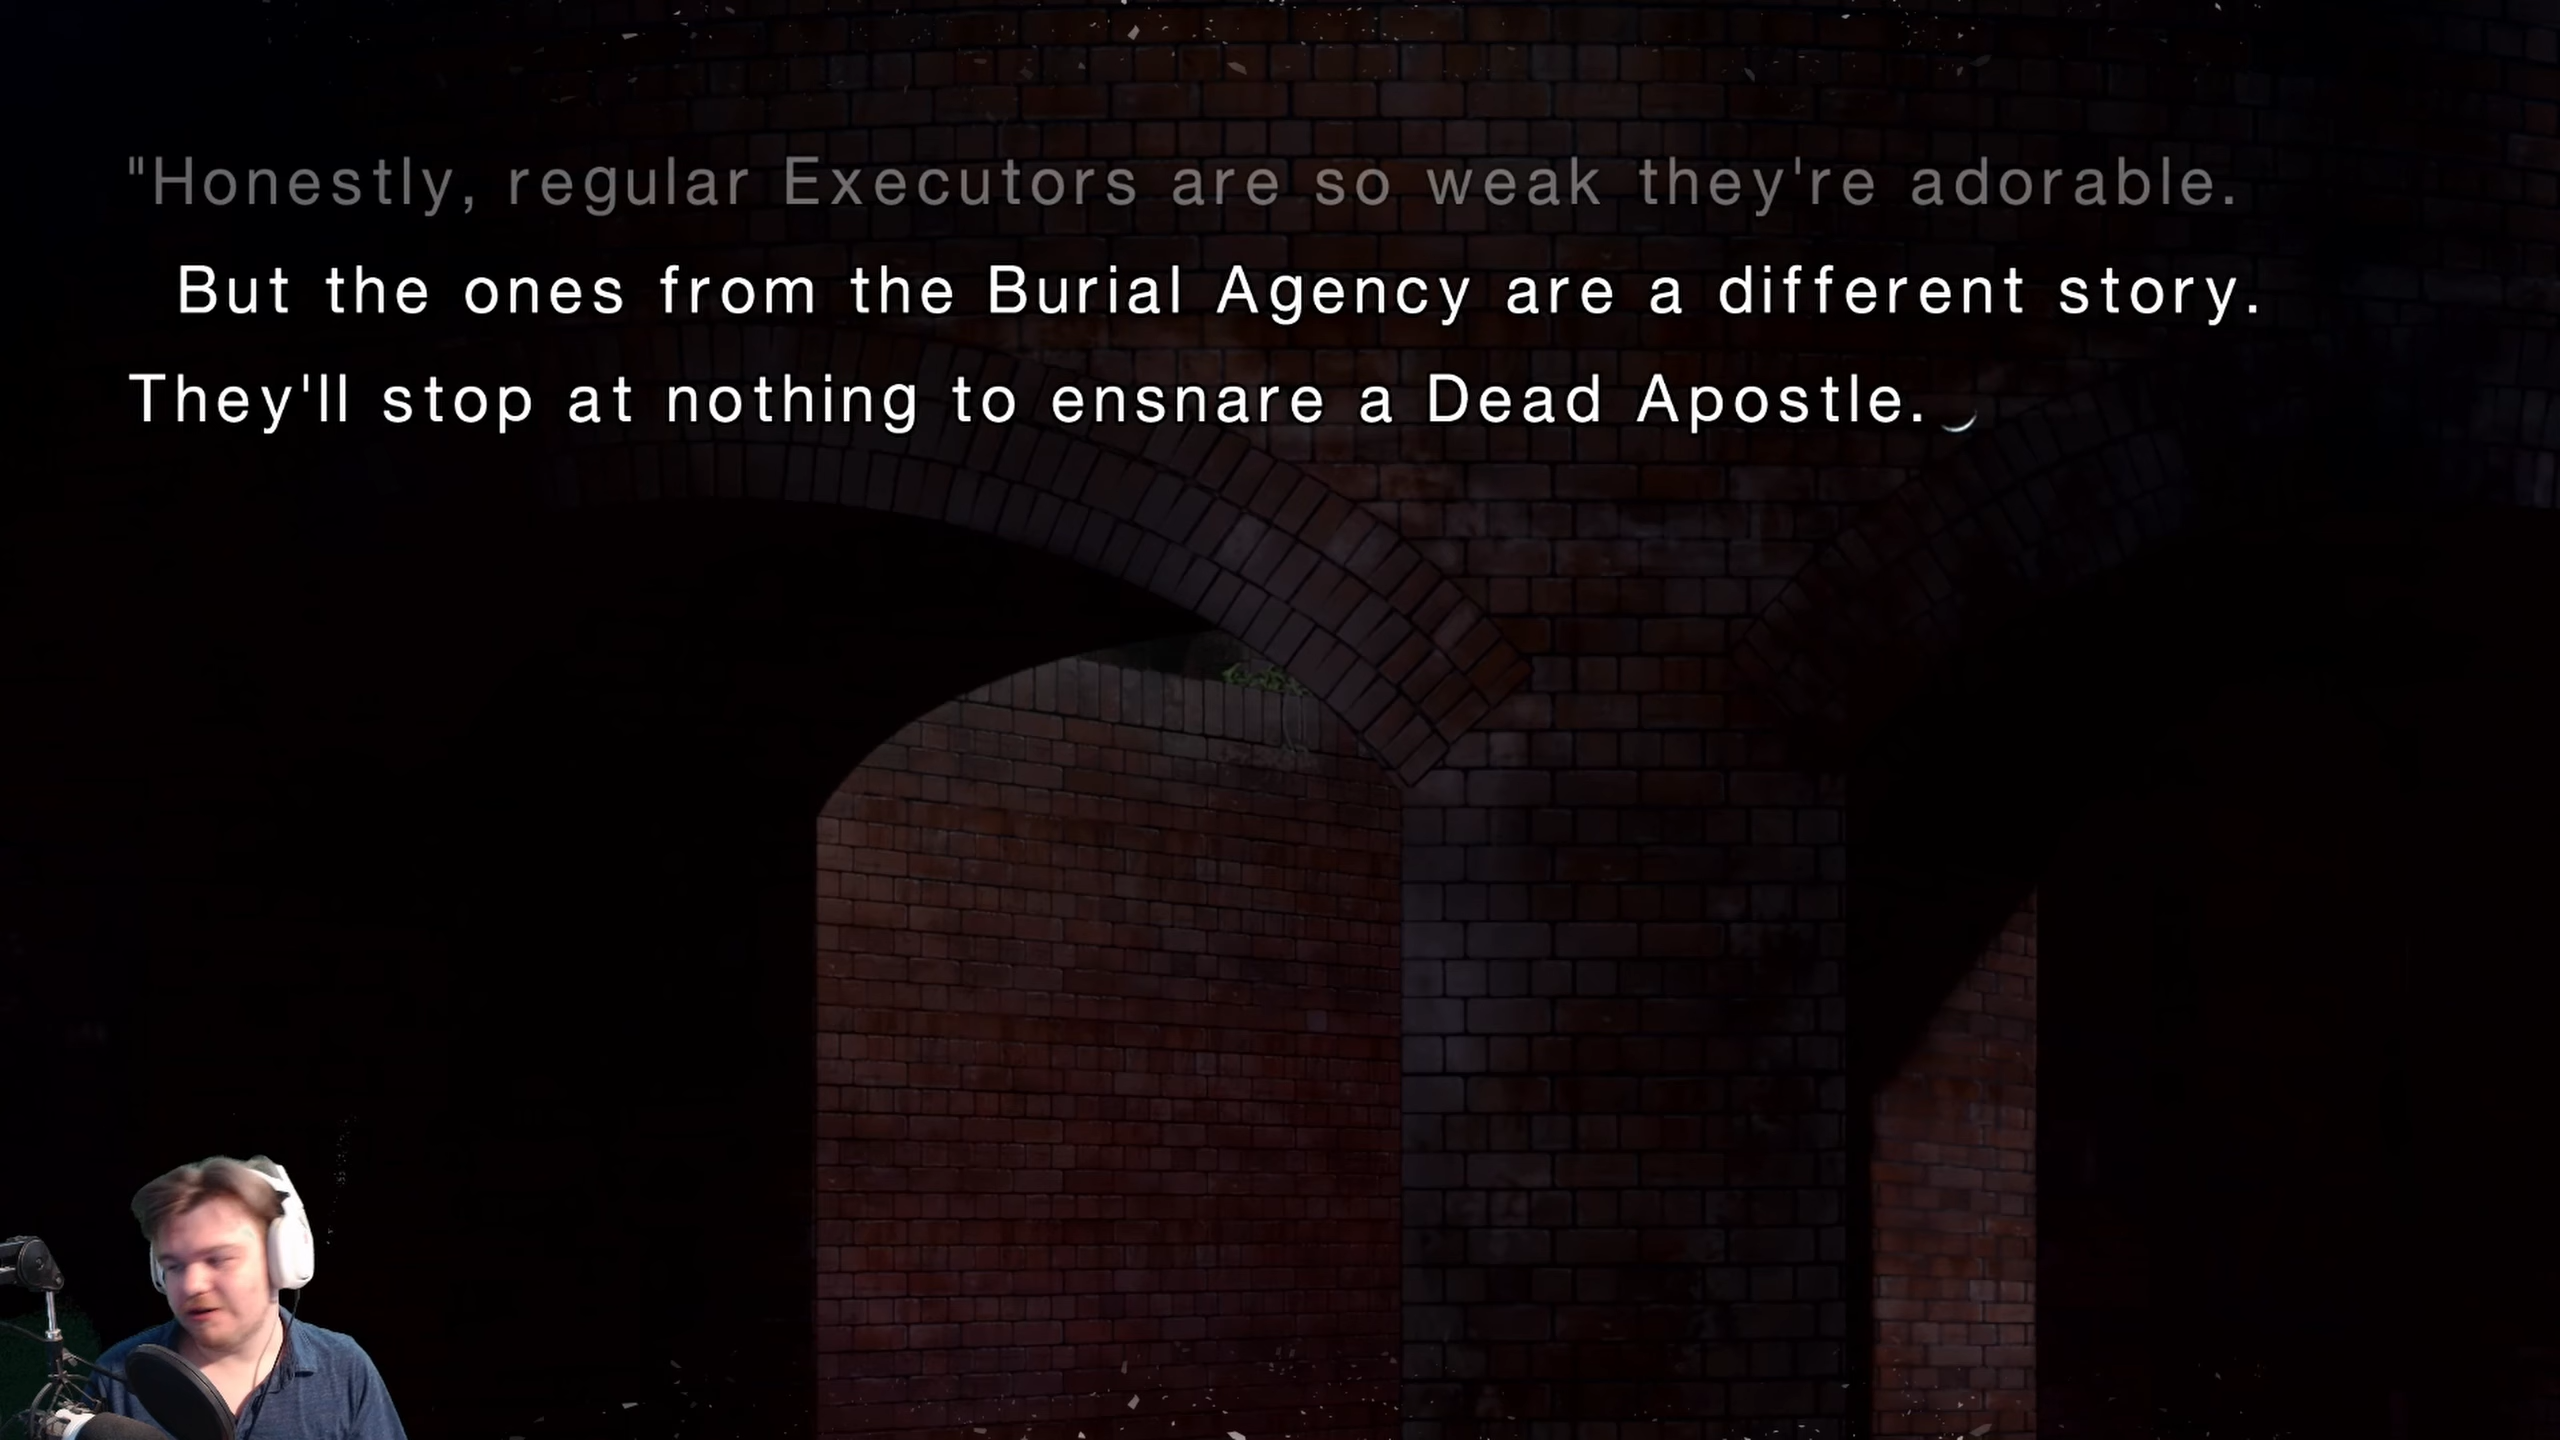 "Honestly, regular Executors are so weak they're adorable.
But the ones from the Burial Agency are a different story.
They'll stop at nothing to ensnare a Dead Apostle.